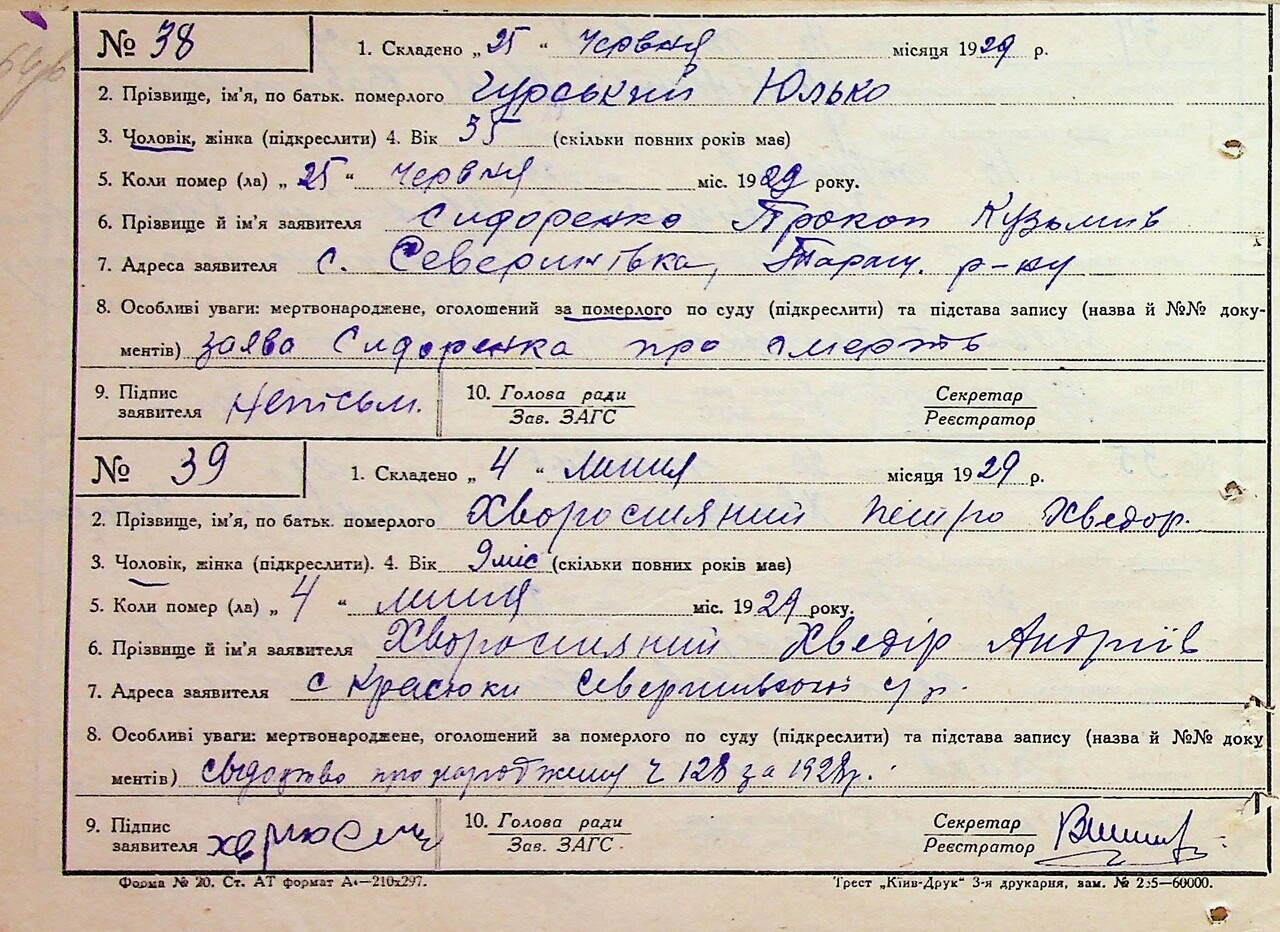 № 38 1. Складено „25“ Червня місяця 1929 р.
2. Прізвище, ім'я, по батьк. померлого Гурський Юлько
3. Чоловік, жінка (підкреслити) 4. Вік 35 (скільки повних років має)
5. Коли помер (ла) „25“ Червня міс. 1929 року.
6. Прізвище й ім'я заявителя Сидоренко Прокоп Кузьмив
7. Адреса заявителя с. Северинівка, Таращ. р-ну
8. Особливі уваги: мертвонароджене, оголошений за померлого по суду (підкреслити) та підстава запису (назва й №№ доку-
ментів) заява Сидоренка про смерть
9. Підпис заявителя Неписьм. 10. Голова ради Зав. ЗАГС Секретар Реєстратор
№ 39 1. Складено „4“ липня місяця 1929 р.
2. Прізвище, ім'я, по батьк. померлого Хворостяний Петро Хведор.
3. Чоловік, жінка (підкреслити). 4. Вік 9 міс (скільки повних років має)
5. Коли помер (ла) „4“ липня міс. 1929 року.
6. Прізвище й ім'я заявителя Хворостяний Хведір Андріїв
7. Адреса заявителя с Красюки Северинівської с/р.
8. Особливі уваги: мертвонароджене, оголошений за померлого по суду (підкреслити) та підстава запису (назва й №№ доку
ментів) свідоцтво про народження ч 128 за 1928 р.
9. Підпис заявителя 10. Голова ради Зав. ЗАГС Секретар Реєстратор
Форма № 20. Ст. АТ формат А4—210х297. Трест „Київ-Друк“ 3-я друкарня, зам. № 235—60000.